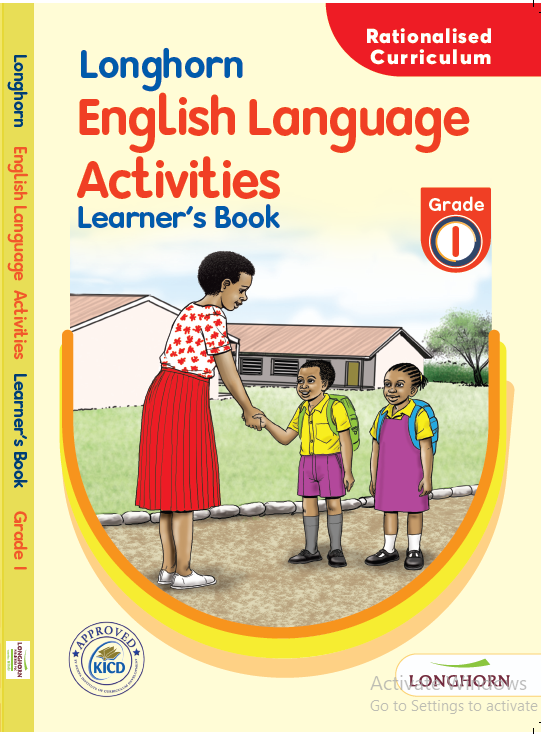 Rationalised
Curriculum
Longhorn
English Language
Activities
Learner's Book
Grade
1
Longhorn English Language Activities Learner's Book Grade 1
LONGHORN
APPROVED
KICD
LONGHORN
Activate Windows
Go to Settings to activate